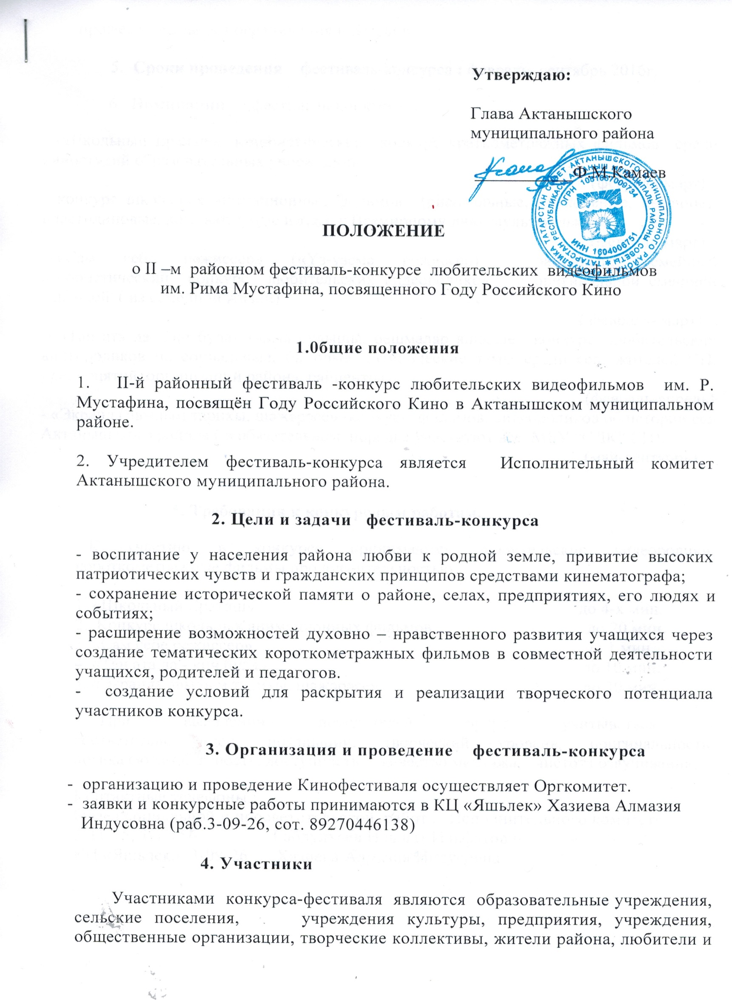 Утверждаю:
Глава Актанышского
муниципального района
Ф.М.Камаев
ОГРН 1051667009734
ИНН 1604006751
ПОЛОЖЕНИЕ
о II –м районном фестиваль-конкурсе любительских видеофильмов
им. Рима Мустафина, посвященного Году Российского Кино
1.0бщие положения
1. II-й районный фестиваль -конкурс любительских видеофильмов им. Р.
Мустафина, посвящён Году Российского Кино в Актанышском муниципальном
районе.
2. Учредителем фестиваль-конкурса является Исполнительный комитет
Актанышского муниципального района.
2. Цели и задачи фестиваль-конкурса
- воспитание у населения района любви к родной земле, привитие высоких
патриотических чувств и гражданских принципов средствами кинематографа;
- сохранение исторической памяти о районе, селах, предприятиях, его людях и
событиях;
- расширение возможностей духовно – нравственного развития учащихся через
создание тематических короткометражных фильмов в совместной деятельности
учащихся, родителей и педагогов.
- создание условий для раскрытия и реализации творческого потенциала
участников конкурса.
3. Организация и проведение фестиваль-конкурса
- организацию и проведение Кинофестиваля осуществляет Оргкомитет.
- заявки и конкурсные работы принимаются в КЦ «Яшьлек» Хазиева Алмазия
Индусовна (раб.3-09-26, сот. 89270446138)
4. Участники
Участниками конкурса-фестиваля являются образовательные учреждения,
сельские поселения, учреждения культуры, предприятия, учреждения,
общественные организации, творческие коллективы, жители района, любители и